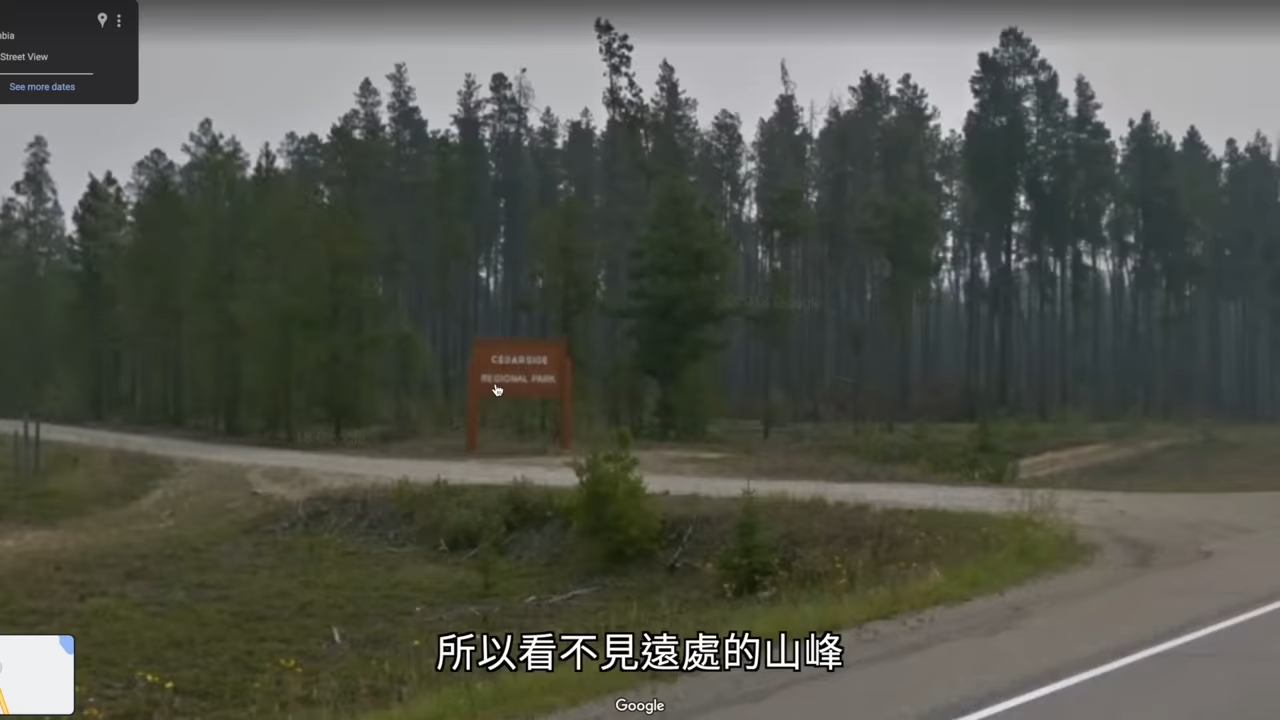 bia
Street View
See more dates
CEDARSIDE
REGIONAL PARK
所以看不見遠處的山峰
Google